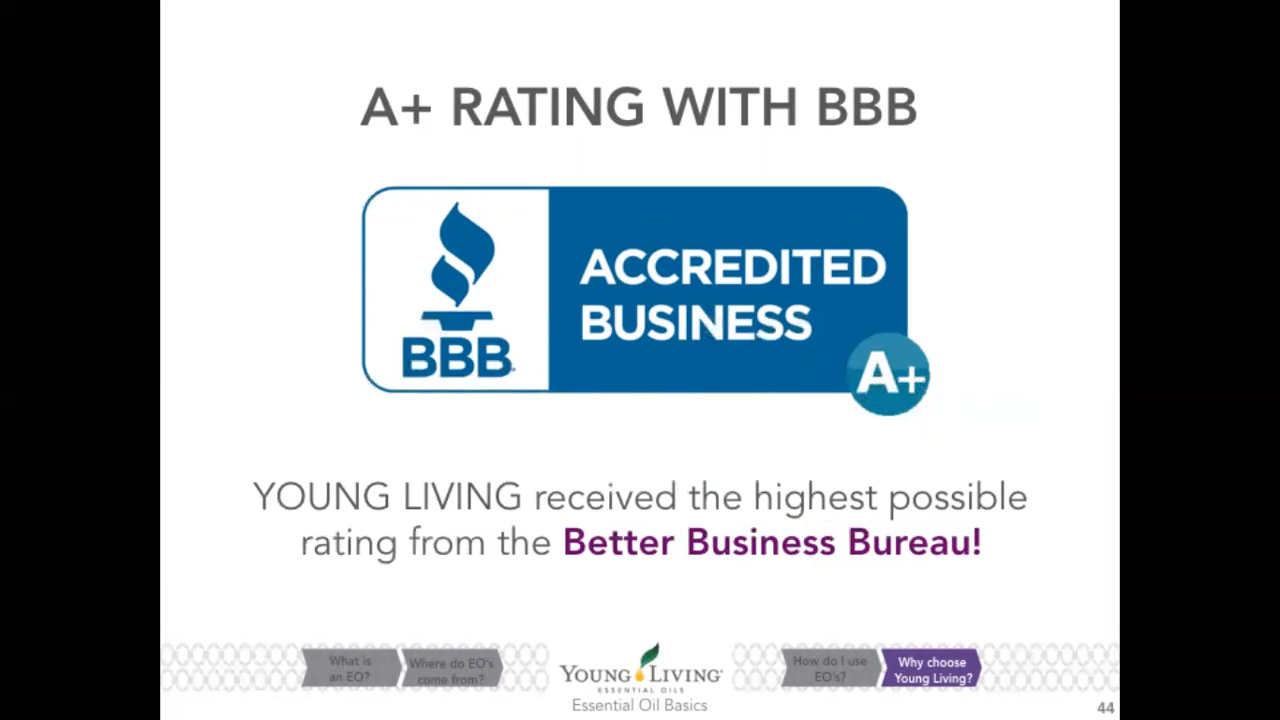 A+ RATING WITH BBB
ACCREDITED
BUSINESS
BBB
A+
YOUNG LIVING received the highest possible
rating from the Better Business Bureau!
What is
an EO?
Where do EO's
come from?
YOUNG LIVING
ESSENTIAL OILS
Essential Oil Basics
How do I use
EO's?
Why choose
Young Living?
44